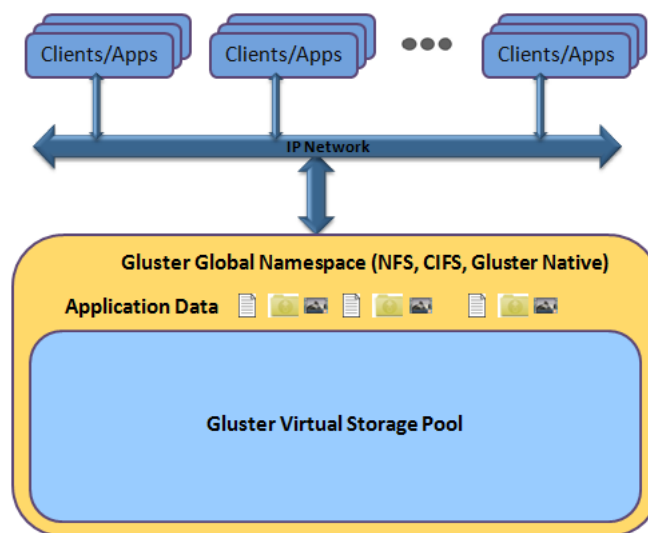 Clients/Apps Clients/Apps Clients/Apps
IP Network
Gluster Global Namespace (NFS, CIFS, Gluster Native)
Application Data
Gluster Virtual Storage Pool